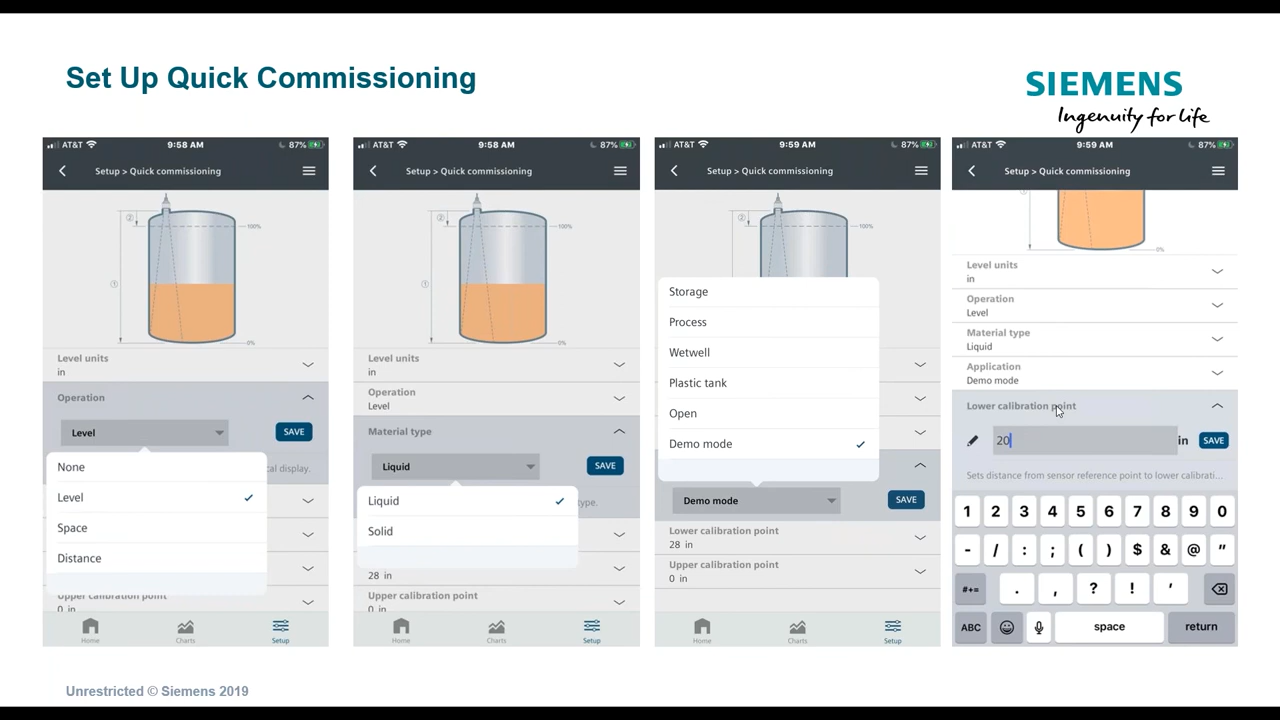 Set Up Quick Commissioning
SIEMENS
Ingenuity for life
AT&T 9:58 AM 87%
Setup > Quick commissioning
2
100%
1
0%
Level units
in
Operation
Level
SAVE
cal display.
None
Level
Space
Distance
Upper calibration point
0 in
Home Charts Setup
AT&T 9:58 AM 87%
Setup > Quick commissioning
2
100%
1
0%
Level units
in
Operation
Level
Material type
Liquid
SAVE
type.
Liquid
Solid
28 in
Upper calibration point
0 in
Home Charts Setup
AT&T 9:59 AM 87%
Setup > Quick commissioning
2
100%
Storage
Process
Wetwell
Plastic tank
Open
Demo mode
Demo mode
SAVE
Lower calibration point
28 in
Upper calibration point
0 in
Home Charts Setup
AT&T 9:59 AM 87%
Setup > Quick commissioning
0%
Level units
in
Operation
Level
Material type
Liquid
Application
Demo mode
Lower calibration point
20 in SAVE
Sets distance from sensor reference point to lower calibrati...
1 2 3 4 5 6 7 8 9 0
- / : ; ( ) $ & @ "
#+= . , ? ! '
ABC space return
Unrestricted © Siemens 2019